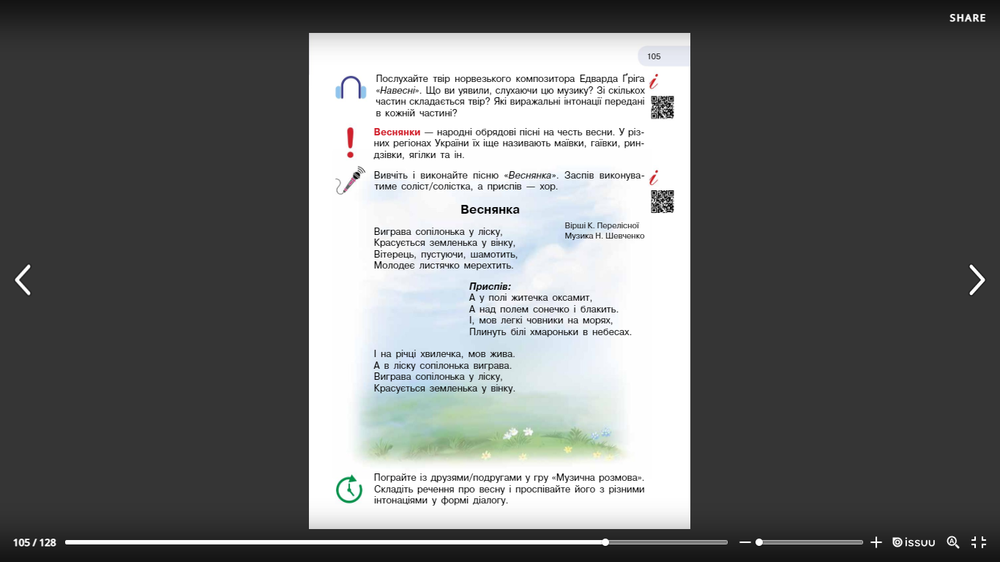 SHARE
105
Послухайте твір норвезького композитора Едварда Ґріґа
«Навесні». Що ви уявили, слухаючи цю музику? Зі скількох
частин складається твір? Які виражальні інтонації передані
в кожній частині?
Веснянки — народні обрядові пісні на честь весни. У різ-
них регіонах України їх іще називають маївки, гаївки, рин-
дзівки, ягілки та ін.
Вивчіть і виконайте пісню «Веснянка». Заспів виконува-
тиме соліст/солістка, а приспів — хор.
Веснянка
Вірші К. Перелісної
Музика Н. Шевченко
Виграва сопілонька у ліску,
Красується земленька у вінку,
Вітерець, пустуючи, шамотить,
Молодеє листячко мерехтить.
Приспів:
А у полі житечка оксамит,
А над полем сонечко і блакить.
І, мов легкі човники на морях,
Плинуть білі хмароньки в небесах.
І на річці хвилечка, мов жива.
А в ліску сопілонька виграва.
Виграва сопілонька у ліску,
Красується земленька у вінку.
Пограйте із друзями/подругами у гру «Музична розмова».
Складіть речення про весну і проспівайте його з різними
інтонаціями у формі діалогу.
105 / 128
issuu